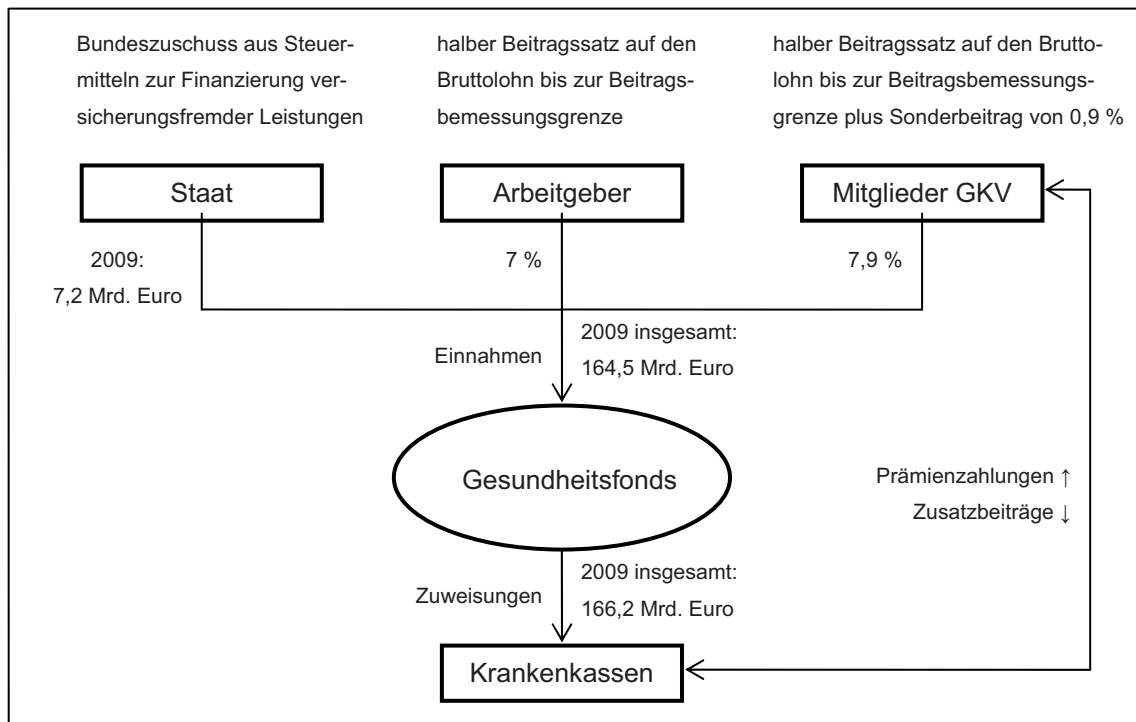 Bundeszuschuss aus Steuer-
mitteln zur Finanzierung ver-
sicherungsfremder Leistungen
halber Beitragssatz auf den
Bruttolohn bis zur Beitrags-
bemessungsgrenze
halber Beitragssatz auf den Brutto-
lohn bis zur Beitragsbemessungs-
grenze plus Sonderbeitrag von 0,9 %
Staat
Arbeitgeber
Mitglieder GKV
2009:
7,2 Mrd. Euro
7 %
7,9 %
Einnahmen
2009 insgesamt:
164,5 Mrd. Euro
Gesundheitsfonds
Prämienzahlungen ↑
Zusatzbeiträge ↓
Zuweisungen
2009 insgesamt:
166,2 Mrd. Euro
Krankenkassen